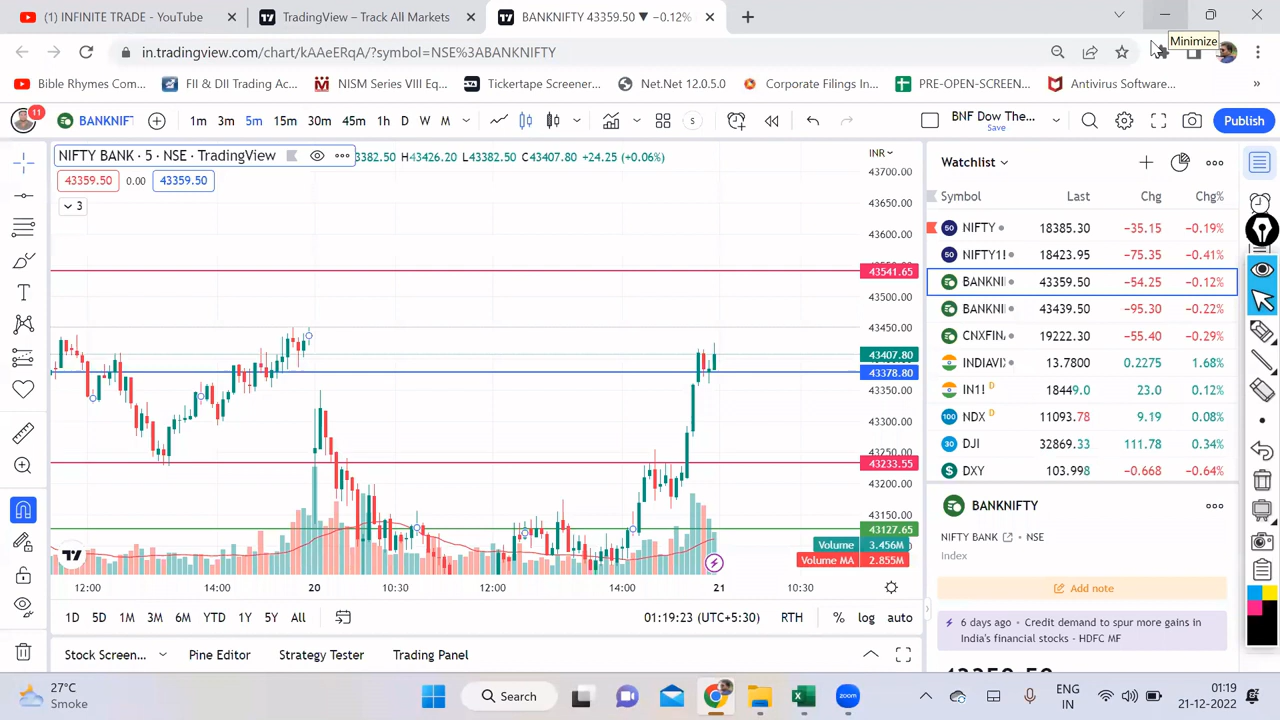 (1) INFINITE TRADE - YouTube
TradingView – Track All Markets
BANKNIFTY 43359.50 ▼ −0.12%
Minimize
in.tradingview.com/chart/kAAeERqA/?symbol=NSE%3ABANKNIFTY
Bible Rhymes Com...
FII & DII Trading Ac...
NISM Series VIII Eq...
Tickertape Screener...
Net.Net 12.0.5.0
Corporate Filings In...
PRE-OPEN-SCREEN...
Antivirus Software...
11
BANKNIFT
1m 3m 5m 15m 30m 45m 1h D W M
S
BNF Dow The...
Save
Publish
NIFTY BANK · 5 · NSE · TradingView
3382.50 H43426.20 L43382.50 C43407.80 +24.25 (+0.06%)
43359.50 0.00 43359.50
3
INR
43700.00
43650.00
43600.00
43541.65
43500.00
43450.00
43407.80
43378.80
43350.00
43300.00
43233.55
43200.00
43150.00
43127.65
Volume 3.456M
Volume MA 2.855M
12:00 14:00 20 10:30 12:00 14:00 21 10:30
1D 5D 1M 3M 6M YTD 1Y 5Y All
01:19:23 (UTC+5:30) RTH % log auto
Stock Screen... Pine Editor Strategy Tester Trading Panel
Watchlist
Symbol Last Chg Chg%
50 NIFTY 18385.30 −35.15 −0.19%
50 NIFTY1! 18423.95 −75.35 −0.41%
BANKNI 43359.50 −54.25 −0.12%
BANKNI 43439.50 −95.30 −0.22%
CNXFIN 19222.30 −55.40 −0.29%
INDIAVI 13.7800 0.2275 1.68%
IN1! D 18449.0 23.0 0.12%
100 NDX D 11093.78 9.19 0.08%
30 DJI 32869.33 111.78 0.34%
$ DXY 103.998 −0.668 −0.64%
BANKNIFTY
NIFTY BANK · NSE
Index
Add note
6 days ago · Credit demand to spur more gains in
India's financial stocks - HDFC MF
27°C
Smoke
Search
zoom
ENG
IN
01:19
21-12-2022